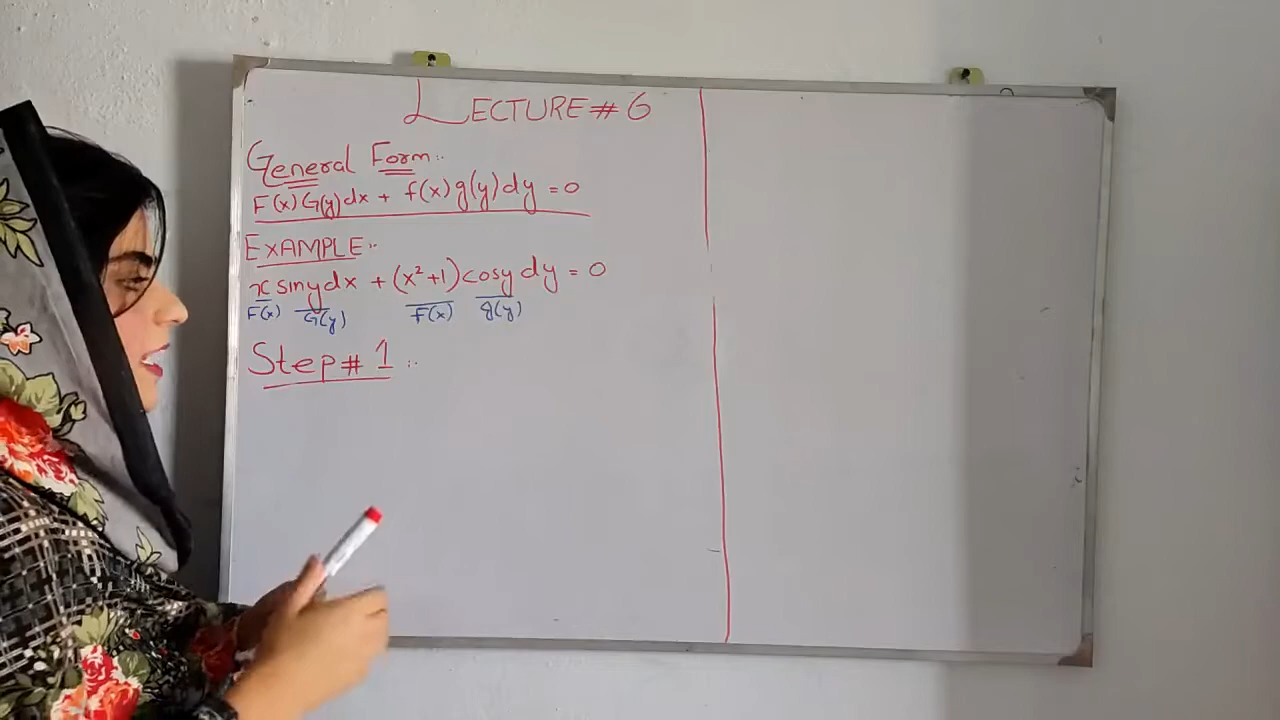 LECTURE # 6
General Form:-
F(x) G(y) dx + f(x) g(y) dy = 0
EXAMPLE:-
x siny dx + (x² + 1) cosy dy = 0
F(x) G(y) f(x) g(y)
Step # 1 :-